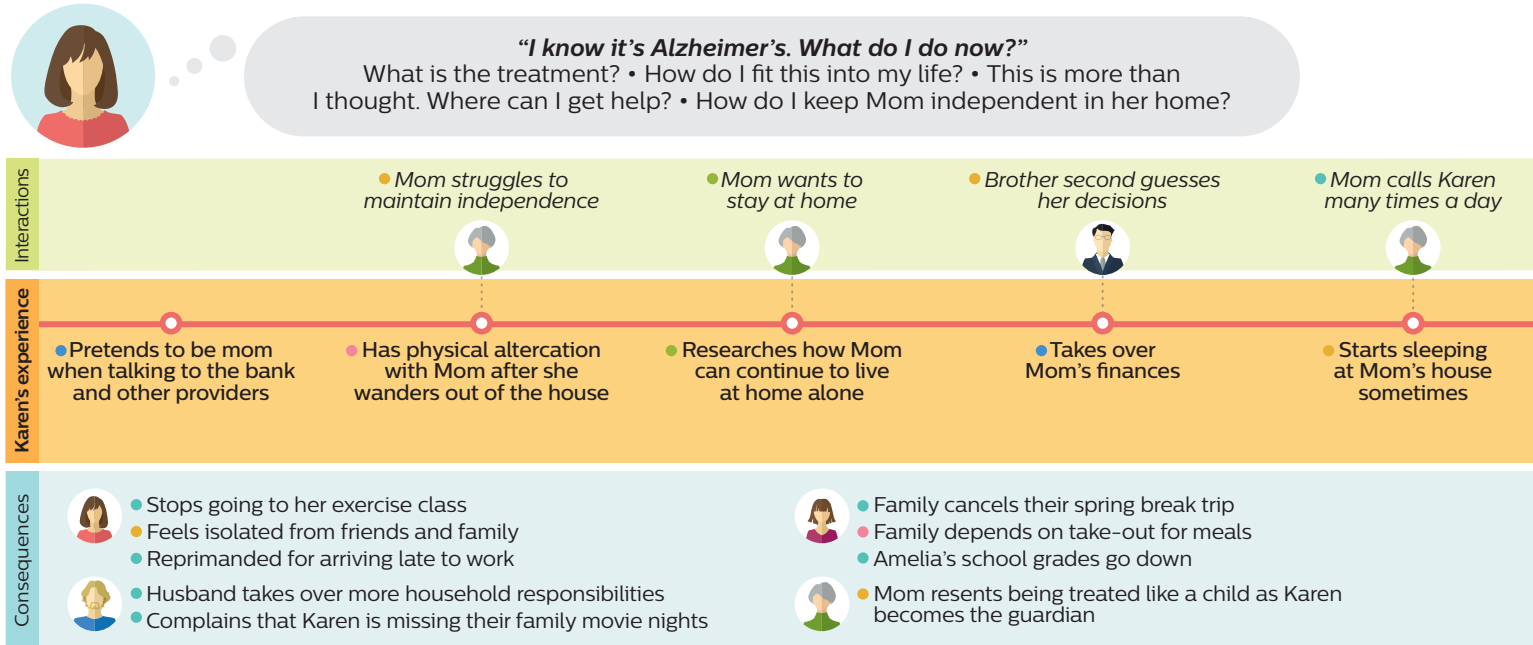 “I know it’s Alzheimer’s. What do I do now?”
What is the treatment? • How do I fit this into my life? • This is more than
I thought. Where can I get help? • How do I keep Mom independent in her home?
Interactions
• Mom struggles to
maintain independence
• Mom wants to
stay at home
• Brother second guesses
her decisions
• Mom calls Karen
many times a day
Karen’s experience
• Pretends to be mom
when talking to the bank
and other providers
• Has physical altercation
with Mom after she
wanders out of the house
• Researches how Mom
can continue to live
at home alone
• Takes over
Mom’s finances
• Starts sleeping
at Mom’s house
sometimes
Consequences
• Stops going to her exercise class
• Feels isolated from friends and family
• Reprimanded for arriving late to work
• Husband takes over more household responsibilities
• Complains that Karen is missing their family movie nights
• Family cancels their spring break trip
• Family depends on take-out for meals
• Amelia’s school grades go down
• Mom resents being treated like a child as Karen
becomes the guardian